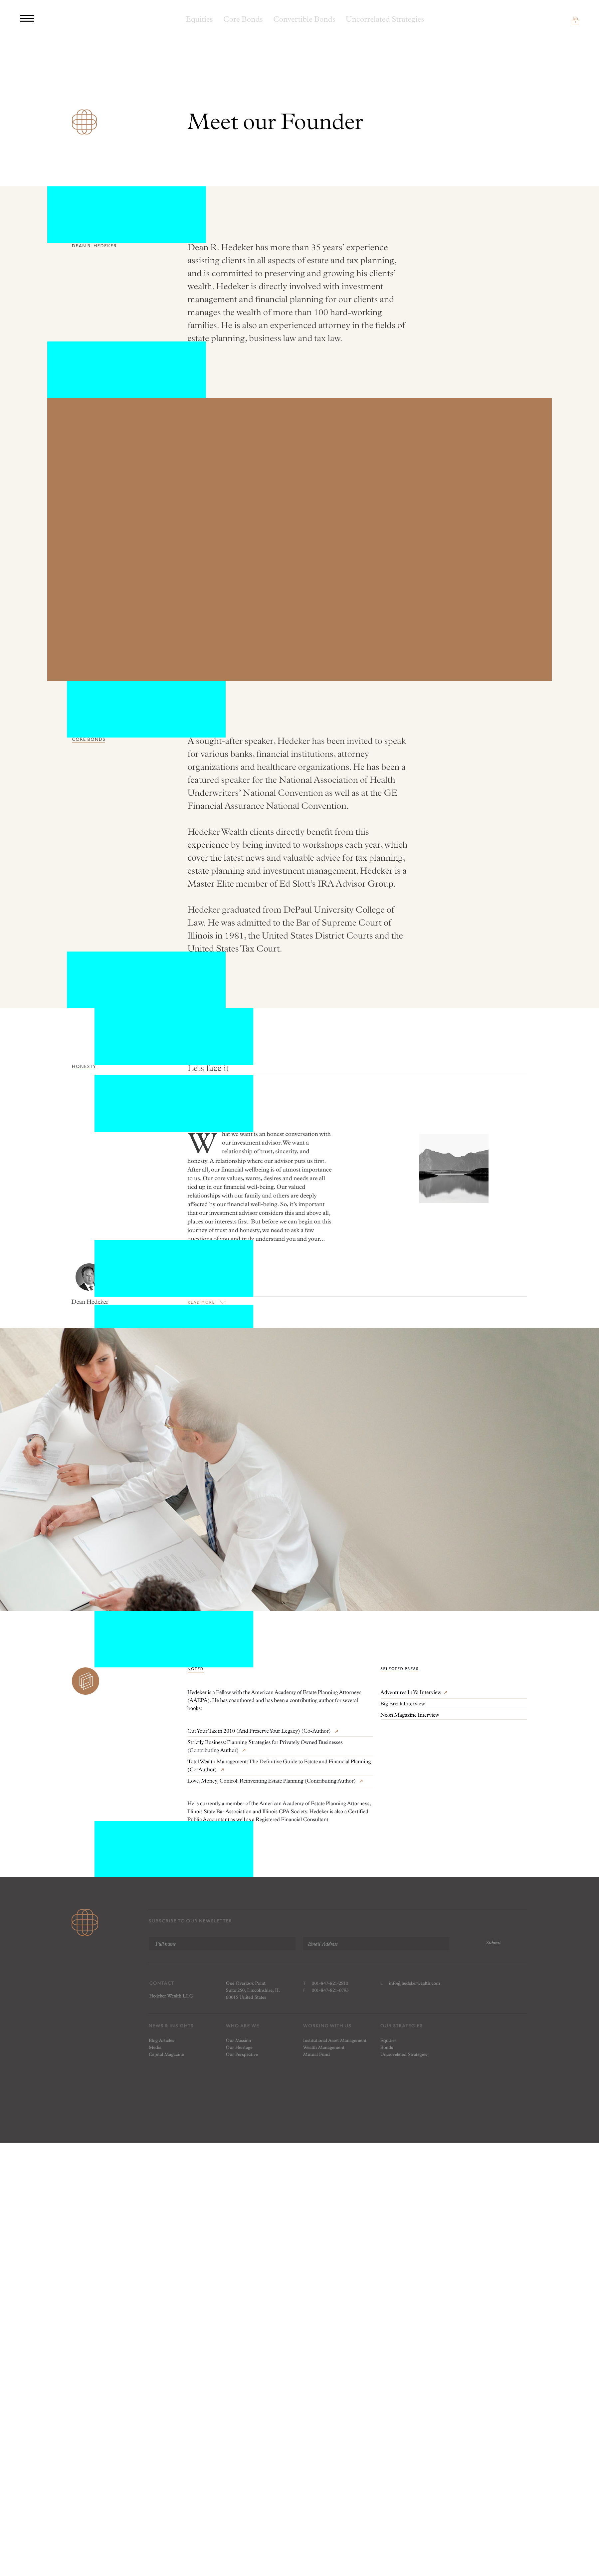 Equities Core Bonds Convertible Bonds Uncorrelated Strategies
Meet our Founder
DEAN R. HEDEKER
Dean R. Hedeker has more than 35 years' experience
assisting clients in all aspects of estate and tax planning,
and is committed to preserving and growing his clients'
wealth. Hedeker is directly involved with investment
management and financial planning for our clients and
manages the wealth of more than 100 hard-working
families. He is also an experienced attorney in the fields of
estate planning, business law and tax law.
CORE BONDS
A sought-after speaker, Hedeker has been invited to speak
for various banks, financial institutions, attorney
organizations and healthcare organizations. He has been a
featured speaker for the National Association of Health
Underwriters' National Convention as well as at the GE
Financial Assurance National Convention.
Hedeker Wealth clients directly benefit from this
experience by being invited to workshops each year, which
cover the latest news and valuable advice for tax planning,
estate planning and investment management. Hedeker is a
Master Elite member of Ed Slott's IRA Advisor Group.
Hedeker graduated from DePaul University College of
Law. He was admitted to the Bar of Supreme Court of
Illinois in 1981, the United States District Courts and the
United States Tax Court.
HONESTY
Lets face it
What we want is an honest conversation with
our investment advisor. We want a
relationship of trust, sincerity, and
honesty. A relationship where our advisor puts us first.
After all, our financial wellbeing is of utmost importance
to us. Our core values, wants, desires and needs are all
tied up in our financial well-being. Our valued
relationships with our family and others are deeply
affected by our financial well-being. So, it's important
that our investment advisor considers this and above all,
places our interests first. But before we can begin on this
journey of trust and honesty, we need to ask a few
questions of you and truly understand you and your...
Dean Hedeker
READ MORE
NOTED
Hedeker is a Fellow with the American Academy of Estate Planning Attorneys
(AAEPA). He has coauthored and has been a contributing author for several
books:
Cut Your Tax in 2010 (And Preserve Your Legacy) (Co-Author) ↗
Strictly Business: Planning Strategies for Privately Owned Businesses
(Contributing Author) ↗
Total Wealth Management: The Definitive Guide to Estate and Financial Planning
(Co-Author) ↗
Love, Money, Control: Reinventing Estate Planning (Contributing Author) ↗
He is currently a member of the American Academy of Estate Planning Attorneys,
Illinois State Bar Association and Illinois CPA Society. Hedeker is also a Certified
Public Accountant as well as a Registered Financial Consultant.
SELECTED PRESS
Adventures In Ya Interview ↗
Big Break Interview
Neon Magazine Interview
SUBSCRIBE TO OUR NEWSLETTER
Full name
Email Address
Submit
CONTACT
Hedeker Wealth LLC
One Overlook Point
Suite 250, Lincolnshire, IL
60053 United States
T
F
info@hedekerwealth.com
NEWS & INSIGHTS
Blog Articles
Media
Capital Magazine
WHO ARE WE
Our Mission
Our Heritage
Our Perspective
WORKING WITH US
Institutional Asset Management
Wealth Management
Mutual Fund
OUR STRATEGIES
Equities
Bonds
Uncorrelated Strategies